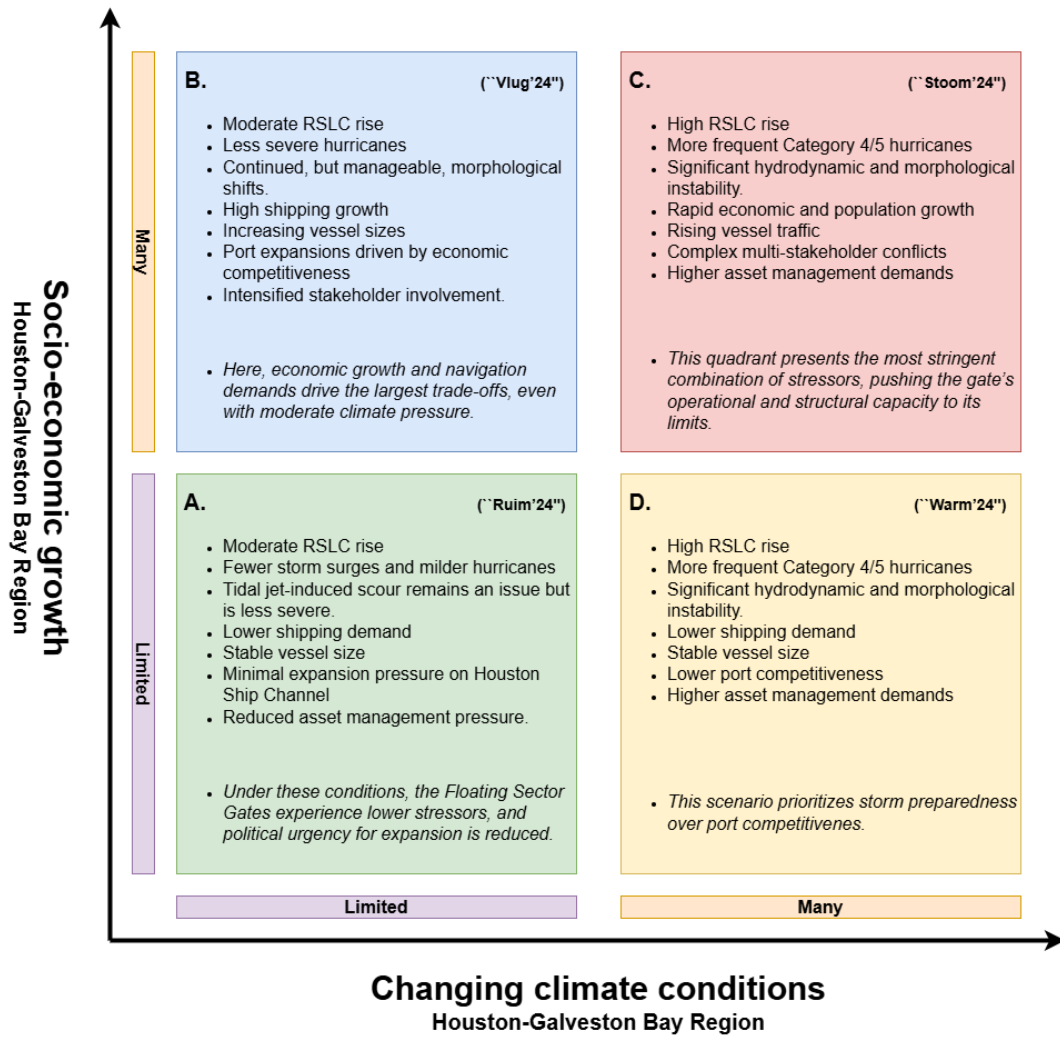 Socio-economic growth
Houston-Galveston Bay Region
Many
Limited
B.
(``Vlug'24")
• Moderate RSLC rise
• Less severe hurricanes
• Continued, but manageable, morphological
shifts.
• High shipping growth
• Increasing vessel sizes
• Port expansions driven by economic
competitiveness
• Intensified stakeholder involvement.
• Here, economic growth and navigation
demands drive the largest trade-offs, even
with moderate climate pressure.
C.
(``Stoom'24")
• High RSLC rise
• More frequent Category 4/5 hurricanes
• Significant hydrodynamic and morphological
instability.
• Rapid economic and population growth
• Rising vessel traffic
• Complex multi-stakeholder conflicts
• Higher asset management demands
• This quadrant presents the most stringent
combination of stressors, pushing the gate's
operational and structural capacity to its
limits.
A.
(``Ruim'24")
• Moderate RSLC rise
• Fewer storm surges and milder hurricanes
• Tidal jet-induced scour remains an issue but
is less severe.
• Lower shipping demand
• Stable vessel size
• Minimal expansion pressure on Houston
Ship Channel
• Reduced asset management pressure.
• Under these conditions, the Floating Sector
Gates experience lower stressors, and
political urgency for expansion is reduced.
D.
(``Warm'24")
• High RSLC rise
• More frequent Category 4/5 hurricanes
• Significant hydrodynamic and morphological
instability.
• Lower shipping demand
• Stable vessel size
• Lower port competitiveness
• Higher asset management demands
• This scenario prioritizes storm preparedness
over port competitivenes.
Limited
Many
Changing climate conditions
Houston-Galveston Bay Region